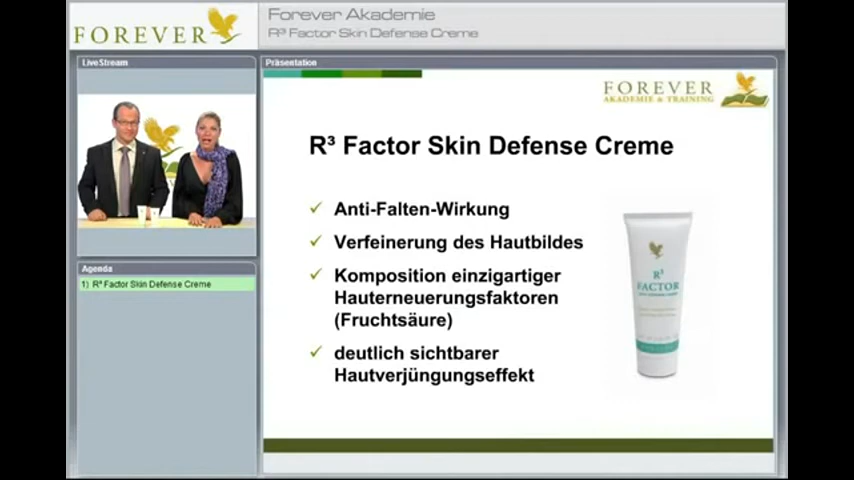 FOREVER
Forever Akademie
R³ Factor Skin Defense Creme
LiveStream
Präsentation
FOREVER
AKADEMIE & TRAINING
R³ Factor Skin Defense Creme
✓ Anti-Falten-Wirkung
✓ Verfeinerung des Hautbildes
✓ Komposition einzigartiger
Hauterneuerungsfaktoren
(Fruchtsäure)
✓ deutlich sichtbarer
Hautverjüngungseffekt
R³
FACTOR
Agenda
1) R³ Factor Skin Defense Creme